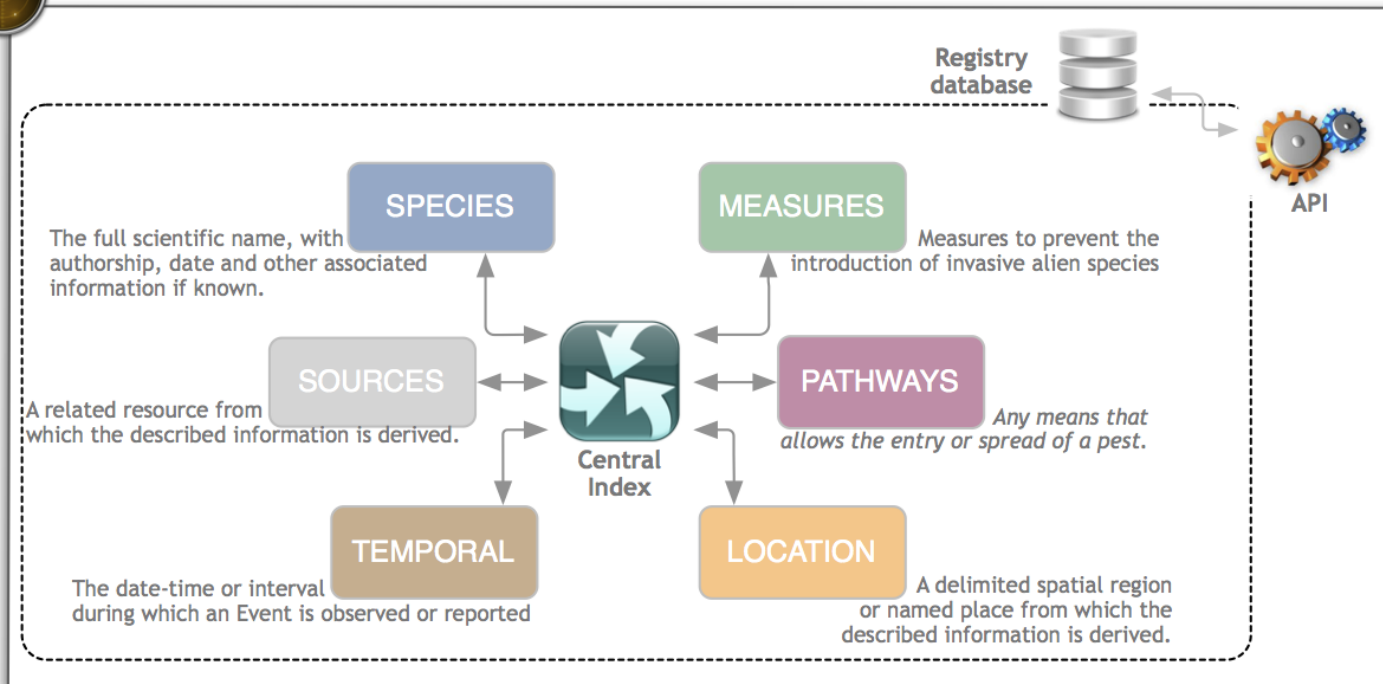 Registry
database
API
SPECIES
The full scientific name, with
authorship, date and other associated
information if known.
MEASURES
Measures to prevent the
introduction of invasive alien species
SOURCES
A related resource from
which the described information is derived.
Central
Index
PATHWAYS
Any means that
allows the entry or spread of a pest.
TEMPORAL
The date-time or interval
during which an Event is observed or reported
LOCATION
A delimited spatial region
or named place from which the
described information is derived.